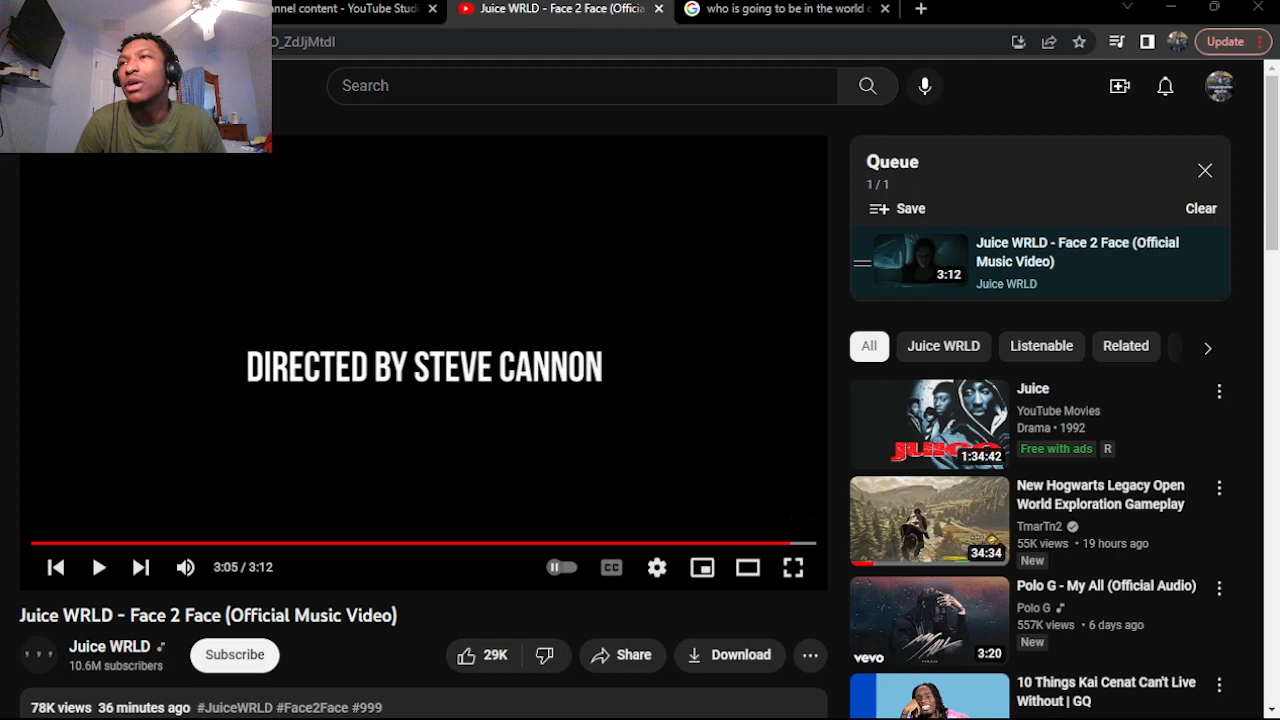 annel content - YouTube Studi
Juice WRLD - Face 2 Face (Officia
who is going to be in the world c
O_ZdJjMtdI
Update
Search
DIRECTED BY STEVE CANNON
3:05 / 3:12
CC
Juice WRLD - Face 2 Face (Official Music Video)
Juice WRLD
10.6M subscribers
Subscribe
29K
Share
Download
78K views 36 minutes ago #JuiceWRLD #Face2Face #999
Queue
1 / 1
Save
Clear
3:12
Juice WRLD - Face 2 Face (Official
Music Video)
Juice WRLD
All
Juice WRLD
Listenable
Related
JUICE
1:34:42
Juice
YouTube Movies
Drama • 1992
Free with ads
R
34:34
New Hogwarts Legacy Open
World Exploration Gameplay
TmarTn2
55K views • 19 hours ago
New
vevo
3:20
Polo G - My All (Official Audio)
Polo G
557K views • 6 days ago
New
10 Things Kai Cenat Can't Live
Without | GQ